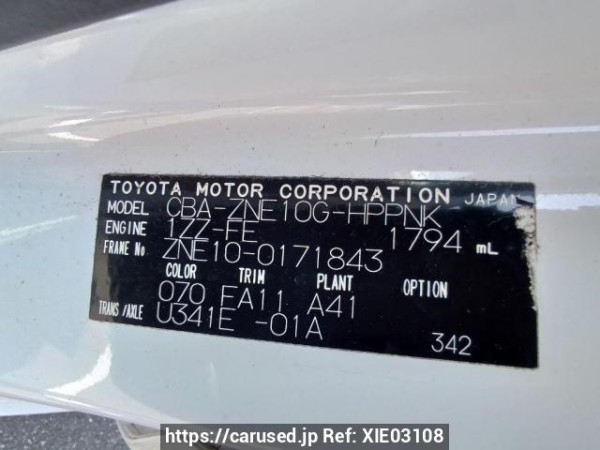 TOYOTA MOTOR CORPORATION JAPAN
MODEL CBA-ZNE10G-HPPNK
ENGINE 1ZZ-FE 1794 mL
FRAME No ZNE10-0171843
COLOR TRIM PLANT OPTION
070 FA11 A41
TRANS/AXLE U341E -01A
342
https://carused.jp Ref: XIE03108